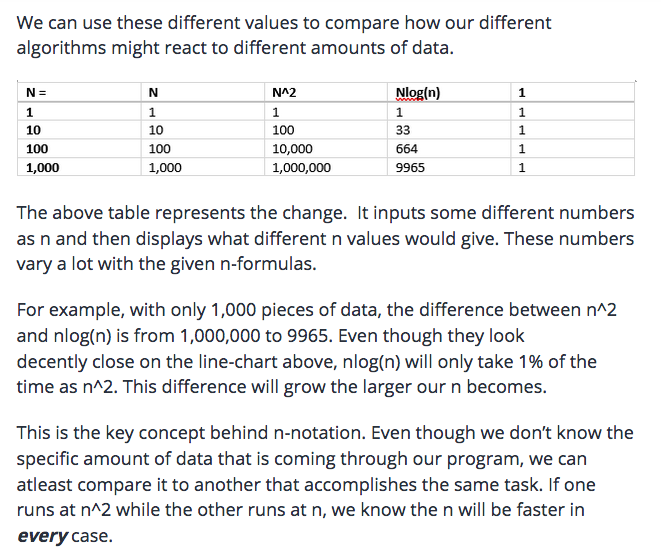 We can use these different values to compare how our different
algorithms might react to different amounts of data.
N = N N^2 Nlog(n) 1
1 1 1 1 1
10 10 100 33 1
100 100 10,000 664 1
1,000 1,000 1,000,000 9965 1
The above table represents the change. It inputs some different numbers
as n and then displays what different n values would give. These numbers
vary a lot with the given n-formulas.
For example, with only 1,000 pieces of data, the difference between n^2
and nlog(n) is from 1,000,000 to 9965. Even though they look
decently close on the line-chart above, nlog(n) will only take 1% of the
time as n^2. This difference will grow the larger our n becomes.
This is the key concept behind n-notation. Even though we don’t know the
specific amount of data that is coming through our program, we can
atleast compare it to another that accomplishes the same task. If one
runs at n^2 while the other runs at n, we know the n will be faster in
every case.